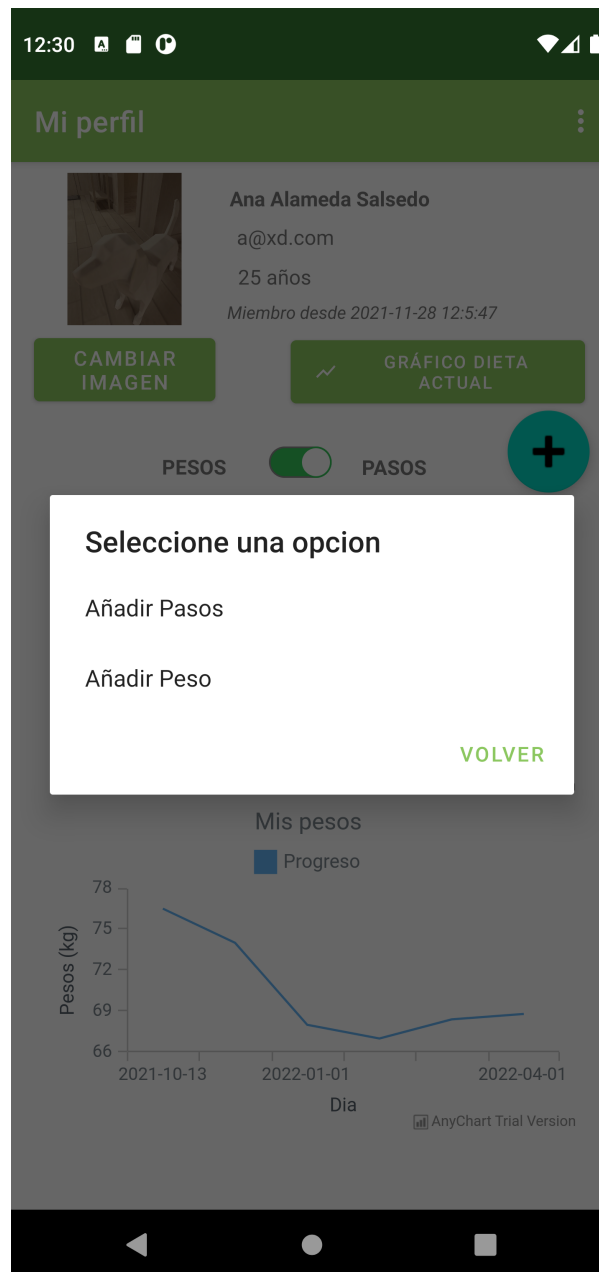 12:30
Mi perfil
Ana Alameda Salsedo
a@xd.com
25 años
Miembro desde 2021-11-28 12:5:47
CAMBIAR
IMAGEN
GRÁFICO DIETA
ACTUAL
PESOS
PASOS
Seleccione una opcion
Añadir Pasos
Añadir Peso
VOLVER
Mis pesos
Progreso
78
75
72
69
66
Pesos (kg)
2021-10-13
2022-01-01
2022-04-01
Dia
AnyChart Trial Version